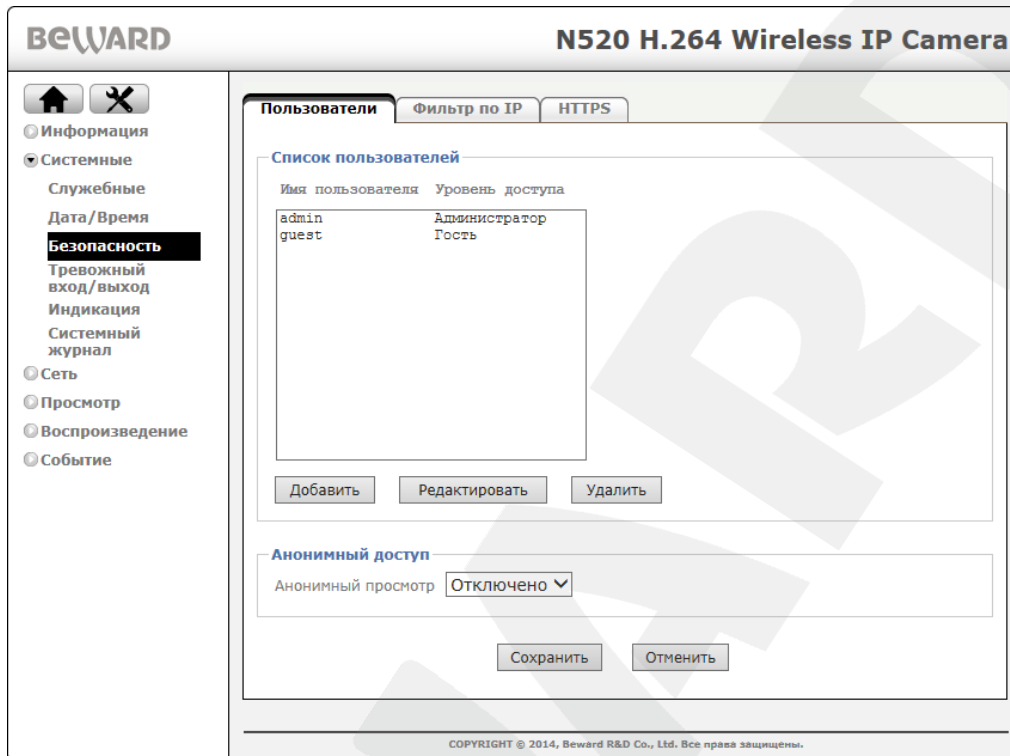 BEWARD
N520 H.264 Wireless IP Camera
Информация
Системные
Служебные
Дата/Время
Безопасность
Тревожный
вход/выход
Индикация
Системный
журнал
Сеть
Просмотр
Воспроизведение
Событие
Пользователи Фильтр по IP HTTPS
Список пользователей
Имя пользователя Уровень доступа
admin Администратор
guest Гость
Добавить Редактировать Удалить
Анонимный доступ
Анонимный просмотр Отключено
Сохранить Отменить
COPYRIGHT © 2014, Beward R&D Co., Ltd. Все права защищены.